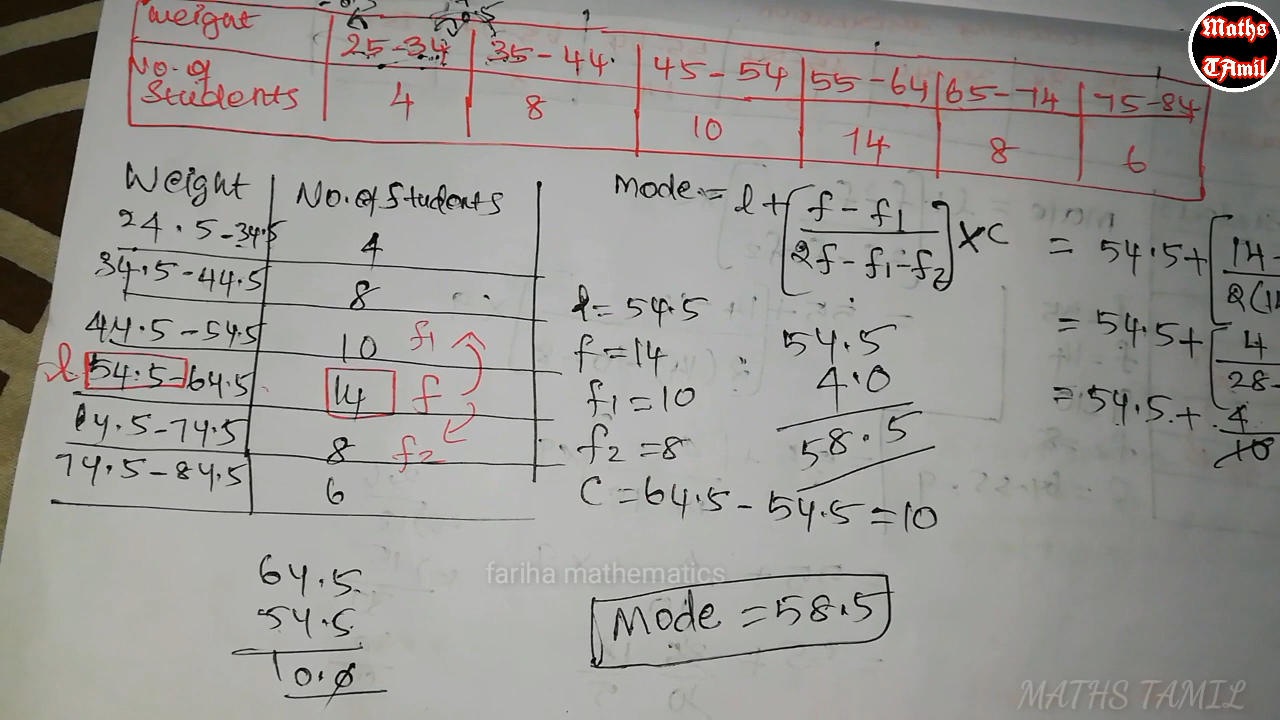 Maths
TAmil
Weight 25-34 35-44 45-54 55-64 65-74 75-84
No. of
Students 4 8 10 14 8 6
Weight No. of Students
24.5-34.5 4
34.5-44.5 8
44.5-54.5 10 f1
l 54.5-64.5 14 f
64.5-74.5 8 f2
74.5-84.5 6
Mode = l + [f - f1 / 2f - f1 - f2] × C
l = 54.5
f = 14
f1 = 10
f2 = 8
C = 64.5 - 54.5 = 10
54.5
4.0
58.5
= 54.5 + [14-
2(1
= 54.5 + [4
28-
= 54.5 + 4
10
64.5
54.5
10.0
fariha mathematics
Mode = 58.5
MATHS TAMIL